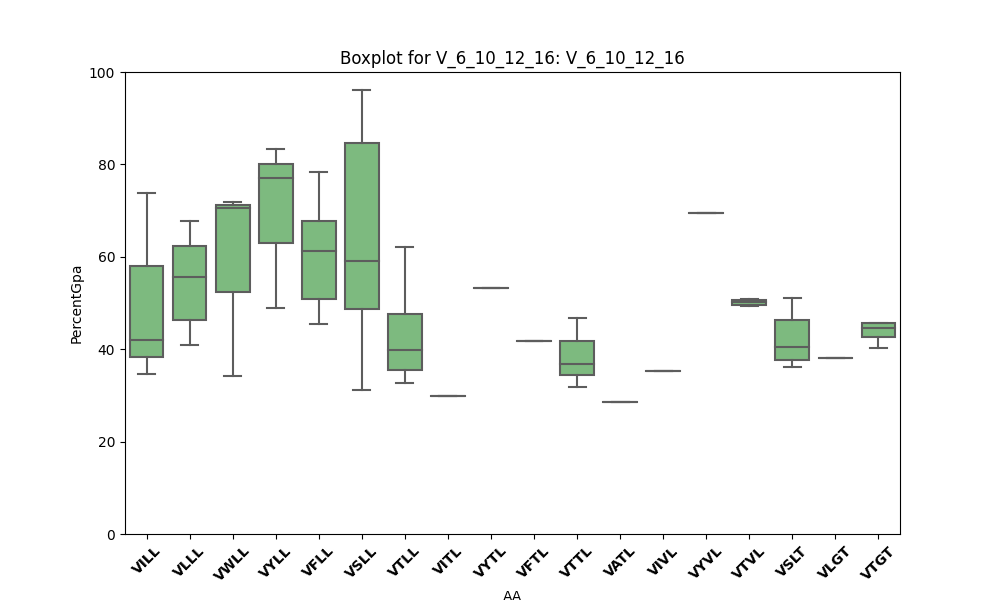 Boxplot for V_6_10_12_16: V_6_10_12_16
100
80
60
40
20
0
PercentGpa
VILL VLLL VWLL VYLL VFLL VSLL VTLL VITL VYTL VFTL VTTL VATL VIVL VYVL VTVL VSLT VLGT VTGT
AA